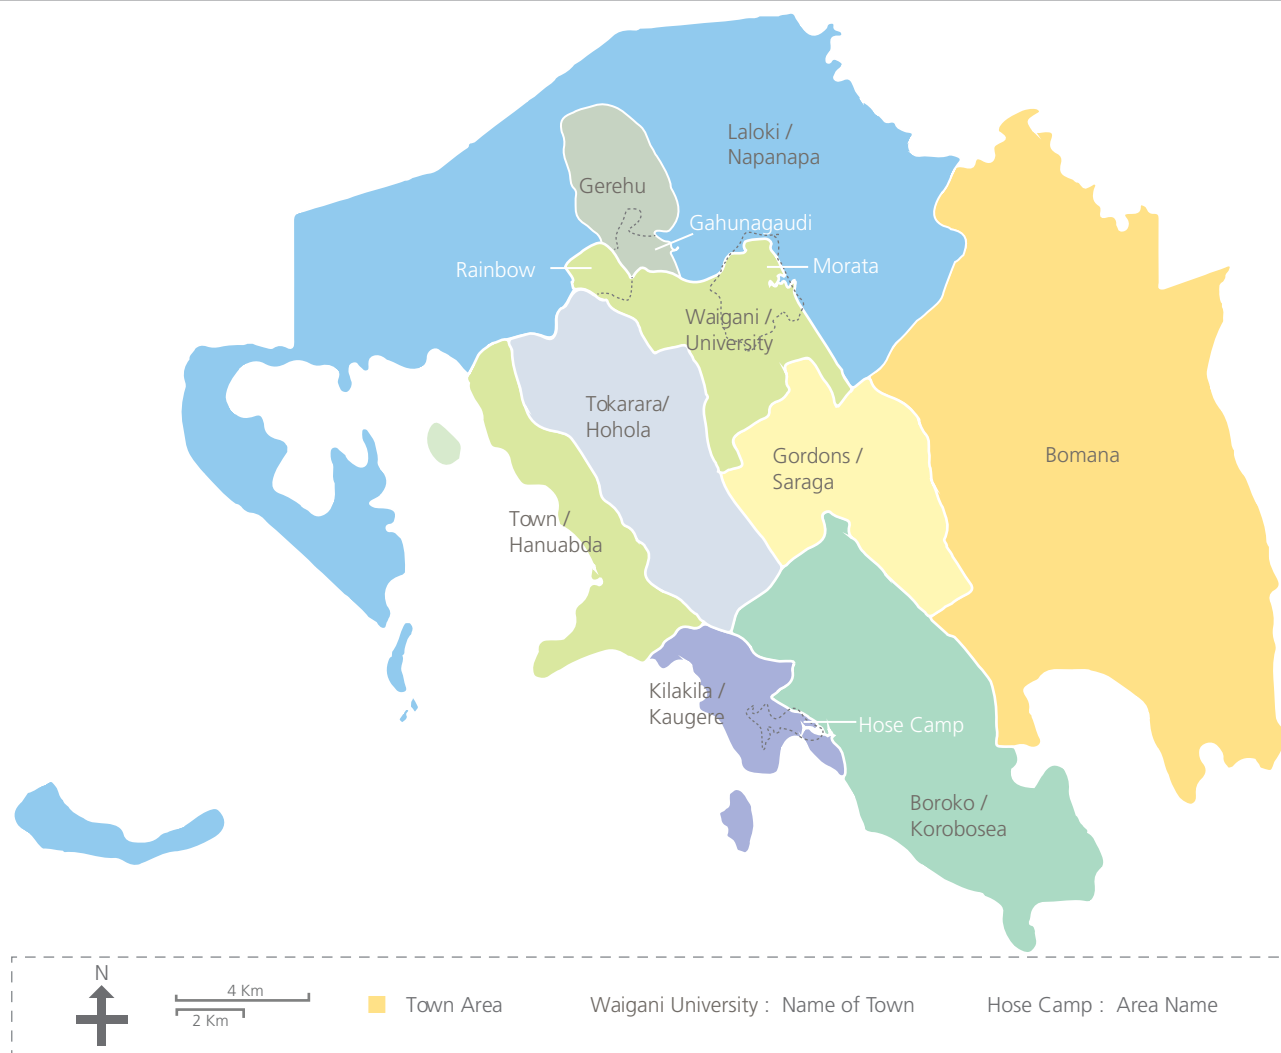 Laloki /
Napanapa
Gerehu
Gahunagaudi
Rainbow
Morata
Waigani /
University
Tokarara/
Hohola
Gordons /
Saraga
Bomana
Town /
Hanuabda
Kilakila /
Kaugere
Hose Camp
Boroko /
Korobosea
N
4 Km
2 Km
Town Area
Waigani University : Name of Town
Hose Camp : Area Name